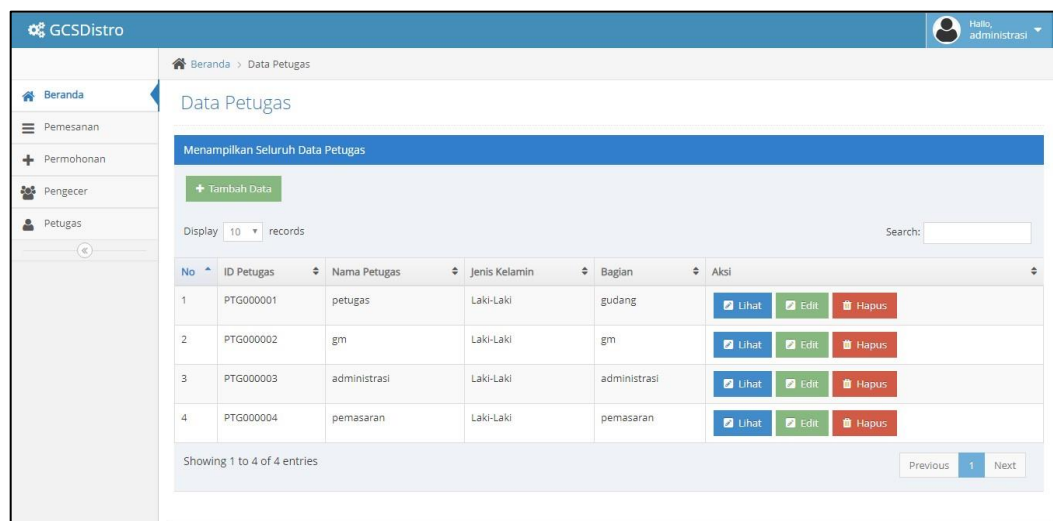 GCSDistro
Hallo,
administrasi
Beranda > Data Petugas
Beranda
Pemesanan
Permohonan
Pengecer
Petugas
Data Petugas
Menampilkan Seluruh Data Petugas
+ Tambah Data
Display 10 records
Search:
No ID Petugas Nama Petugas Jenis Kelamin Bagian Aksi
1 PTG000001 petugas Laki-Laki gudang Lihat Edit Hapus
2 PTG000002 gm Laki-Laki gm Lihat Edit Hapus
3 PTG000003 administrasi Laki-Laki administrasi Lihat Edit Hapus
4 PTG000004 pemasaran Laki-Laki pemasaran Lihat Edit Hapus
Showing 1 to 4 of 4 entries
Previous 1 Next